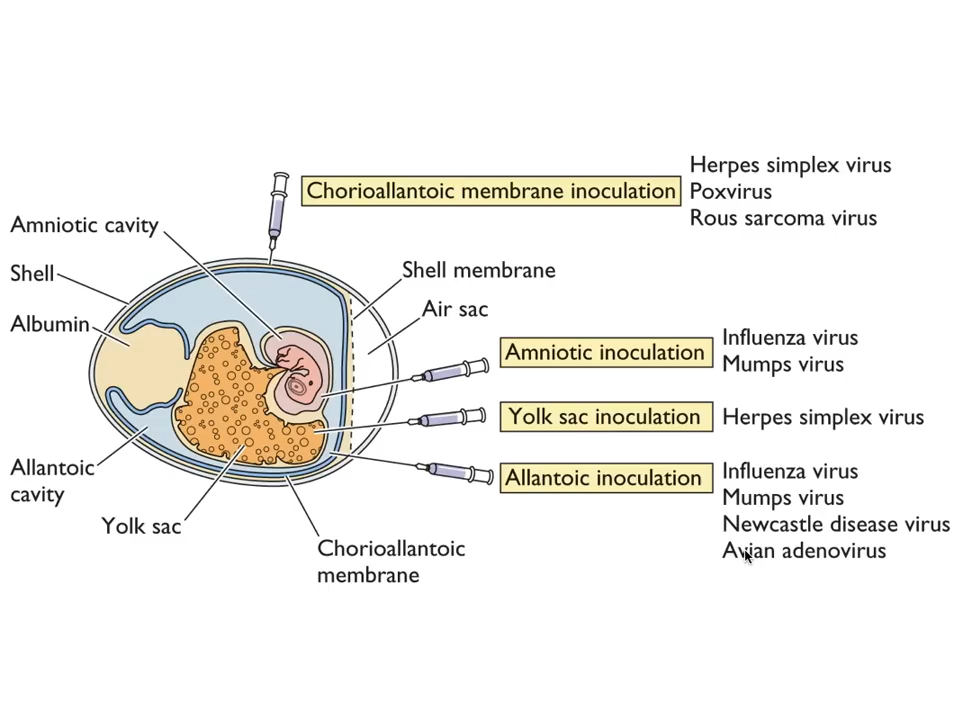 Herpes simplex virus
Chorioallantoic membrane inoculation
Poxvirus
Rous sarcoma virus
Amniotic cavity
Shell
Albumin
Shell membrane
Air sac
Amniotic inoculation
Influenza virus
Mumps virus
Yolk sac inoculation
Herpes simplex virus
Allantoic inoculation
Influenza virus
Mumps virus
Newcastle disease virus
Avian adenovirus
Allantoic
cavity
Yolk sac
Chorioallantoic
membrane